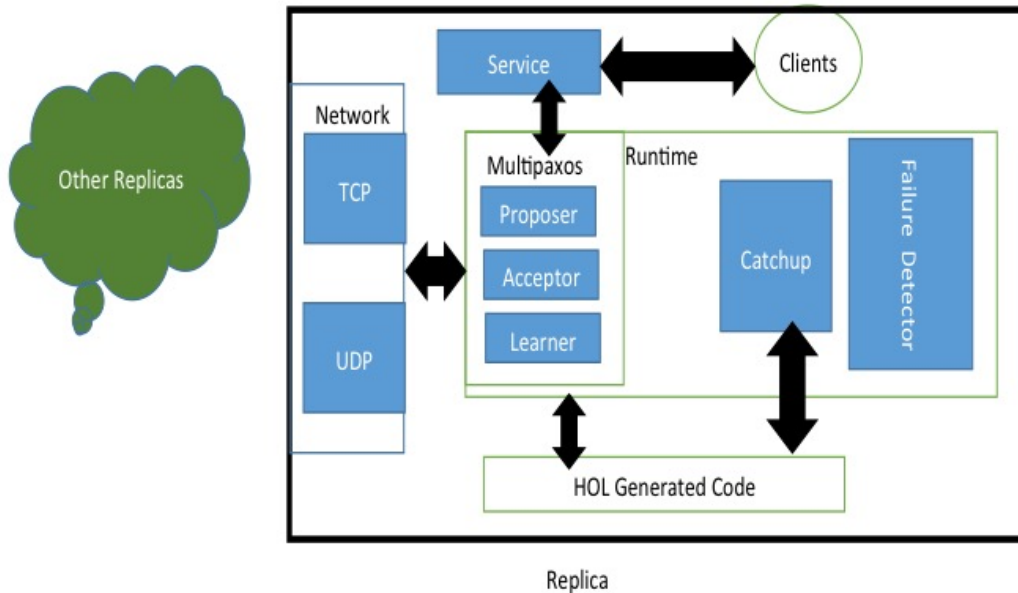 Service
Clients
Network
Other Replicas
TCP
UDP
Multipaxos
Runtime
Proposer
Acceptor
Learner
Catchup
Failure Detector
HOL Generated Code
Replica